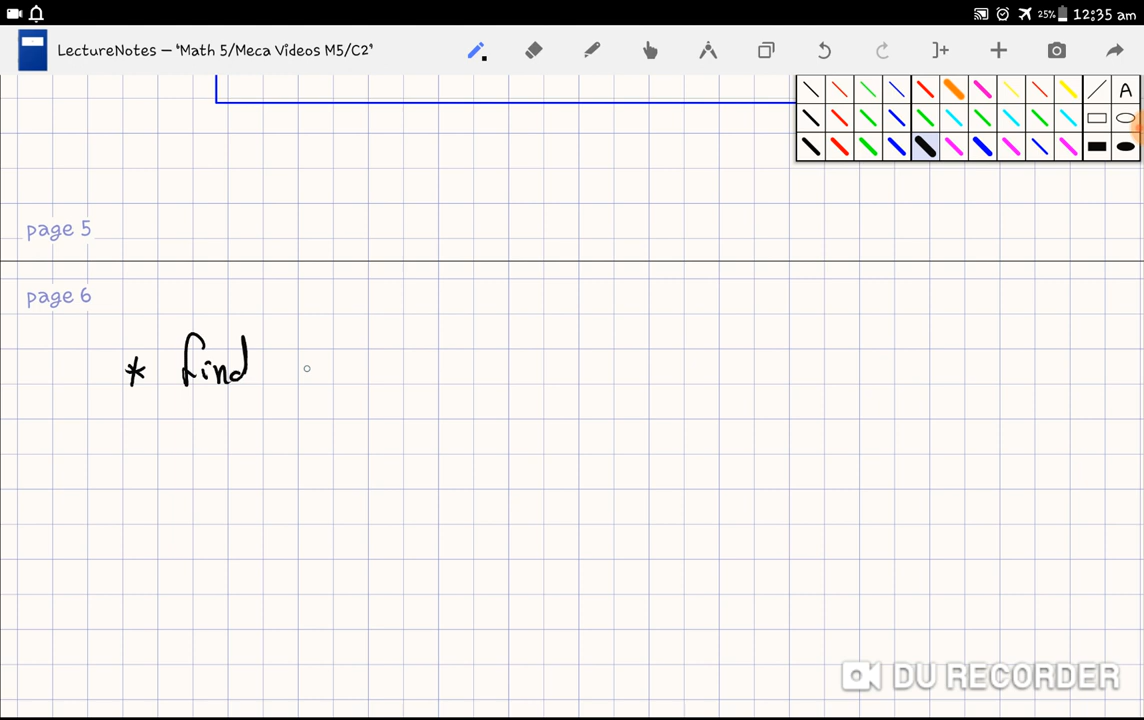 25% 12:35 am
LectureNotes – ‘Math 5/Meca Videos M5/C2’
A
page 5
page 6
* find
DU RECORDER